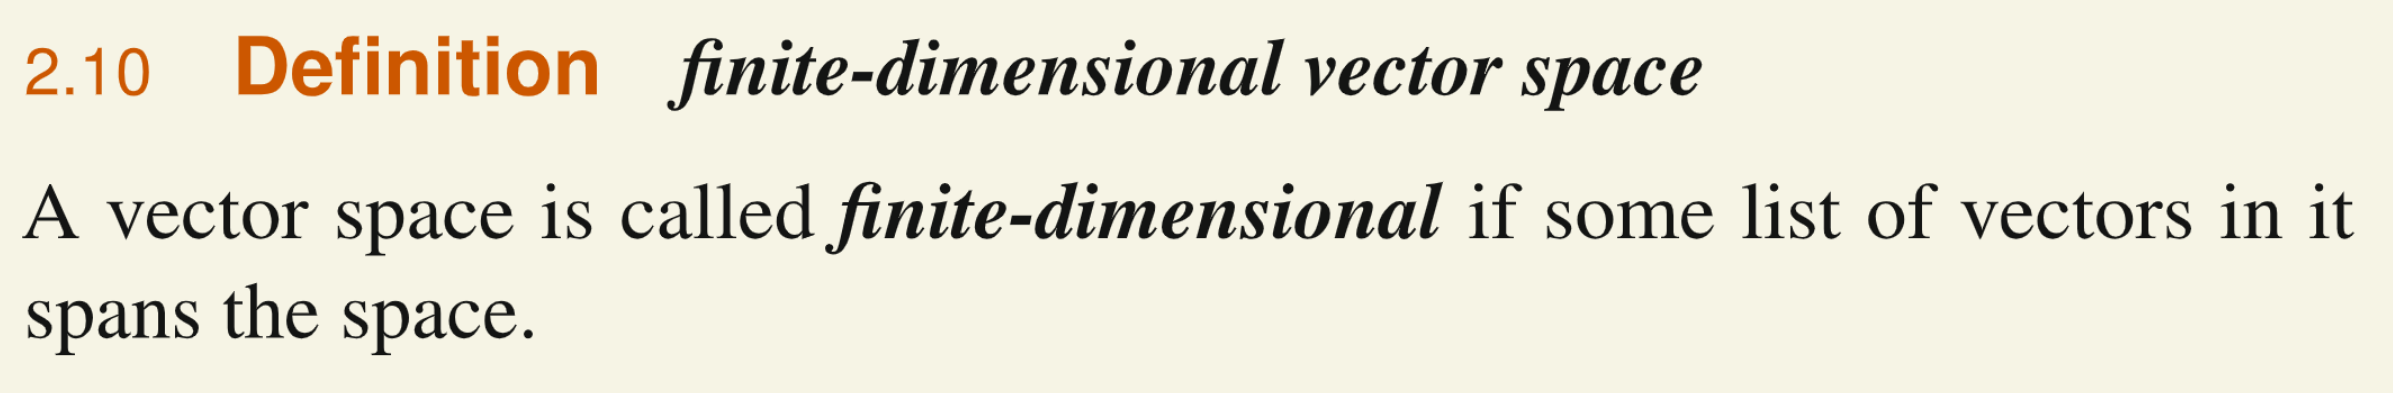 2.10 Definition finite-dimensional vector space
A vector space is called finite-dimensional if some list of vectors in it
spans the space.